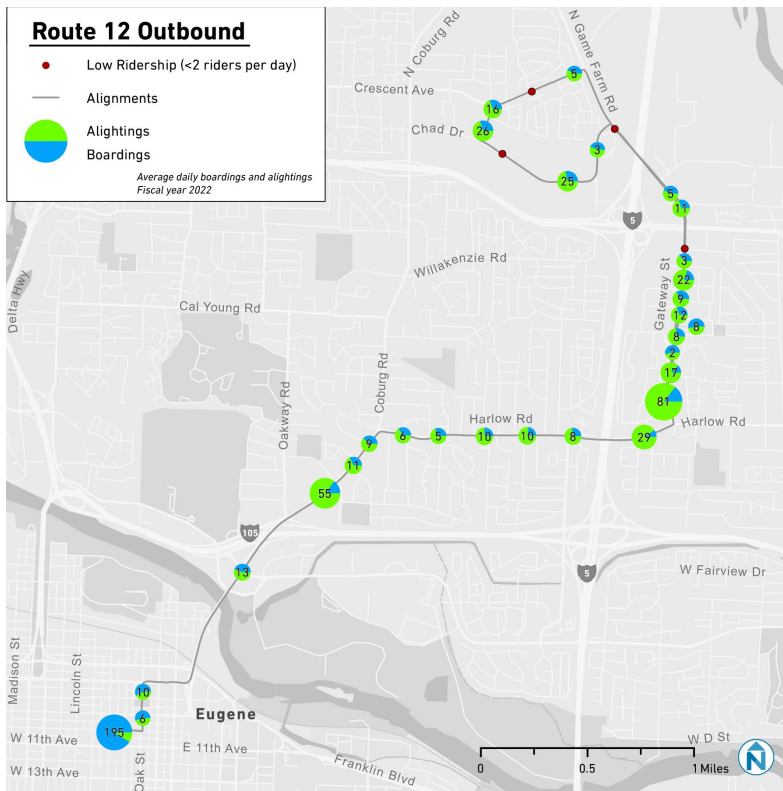 Route 12 Outbound
Low Ridership (<2 riders per day)
Alignments
Alightings
Boardings
Average daily boardings and alightings
Fiscal year 2022
N Coburg Rd
N Game Farm Rd
5
Crescent Ave
16
26
Chad Dr
3
25
5
11
5
Willakenzie Rd
3
22
Gateway St
9
Delta Hwy
Cal Young Rd
12
8
8
2
17
Coburg Rd
Oakway Rd
81
Harlow Rd
Harlow Rd
6
5
10
10
8
29
9
11
55
105
13
5
W Fairview Dr
Madison St
Lincoln St
10
6
Eugene
195
W 11th Ave
E 11th Ave
Oak St
W 13th Ave
Franklin Blvd
W D St
N
0
0.5
1 Miles